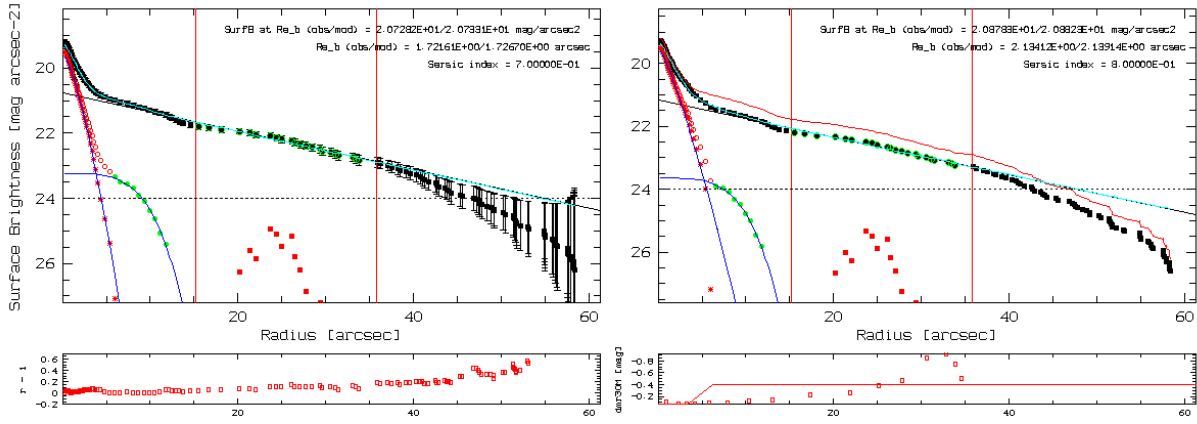 SurfB at Re_b (obs/mod) = 2.07282E+01/2.07331E+01 mag/arcsec2
Re_b (obs/mod) = 1.72161E+00/1.72670E+00 arcsec
Sersic index = 7.00000E-01
20
22
24
26
Surface Brightness [mag arcsec-2]
20
40
60
Radius [arcsec]
SurfB at Re_b (obs/mod) = 2.08783E+01/2.08823E+01 mag/arcsec2
Re_b (obs/mod) = 2.13412E+00/2.13914E+00 arcsec
Sersic index = 8.00000E-01
20
22
24
26
20
40
60
Radius [arcsec]
0.6
0.4
0.2
0
-0.2
r - i
0
20
40
60
-0.8
-0.6
-0.4
-0.2
[mag]
0
20
40
60